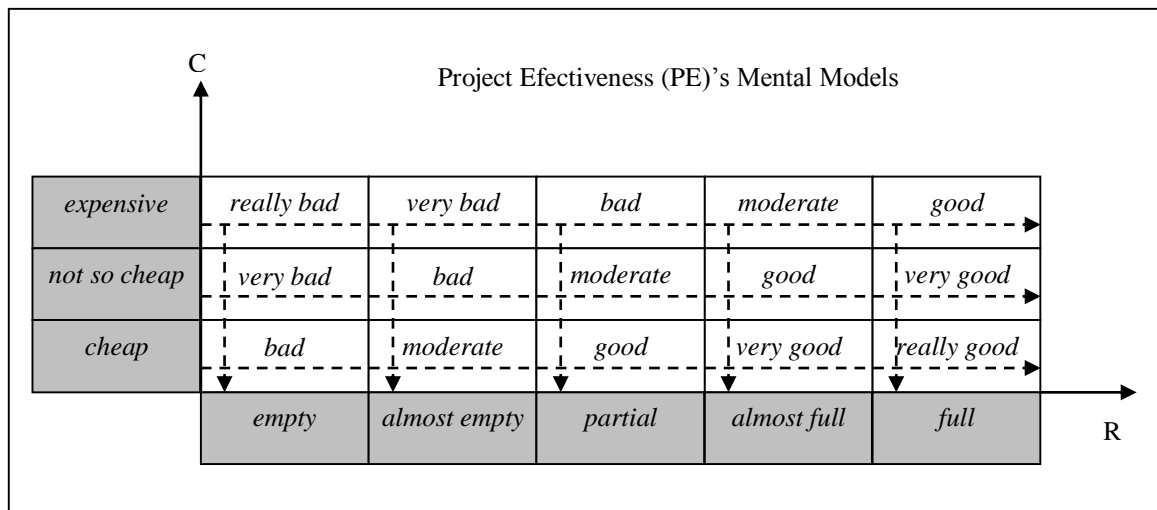 C
Project Efectiveness (PE)'s Mental Models
expensive really bad very bad bad moderate good
not so cheap very bad bad moderate good very good
cheap bad moderate good very good really good
empty almost empty partial almost full full
R